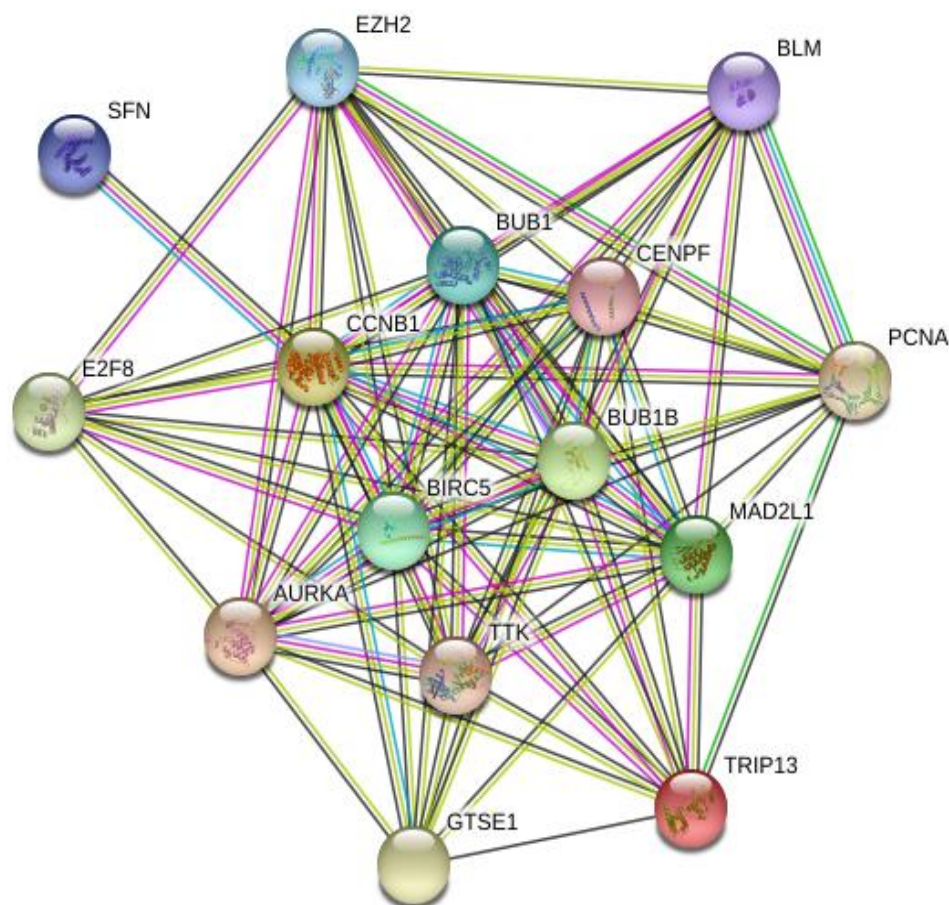 EZH2
BLM
SFN
BUB1
CENPF
CCNB1
PCNA
E2F8
BUB1B
BIRC5
MAD2L1
AURKA
TTK
TRIP13
GTSE1